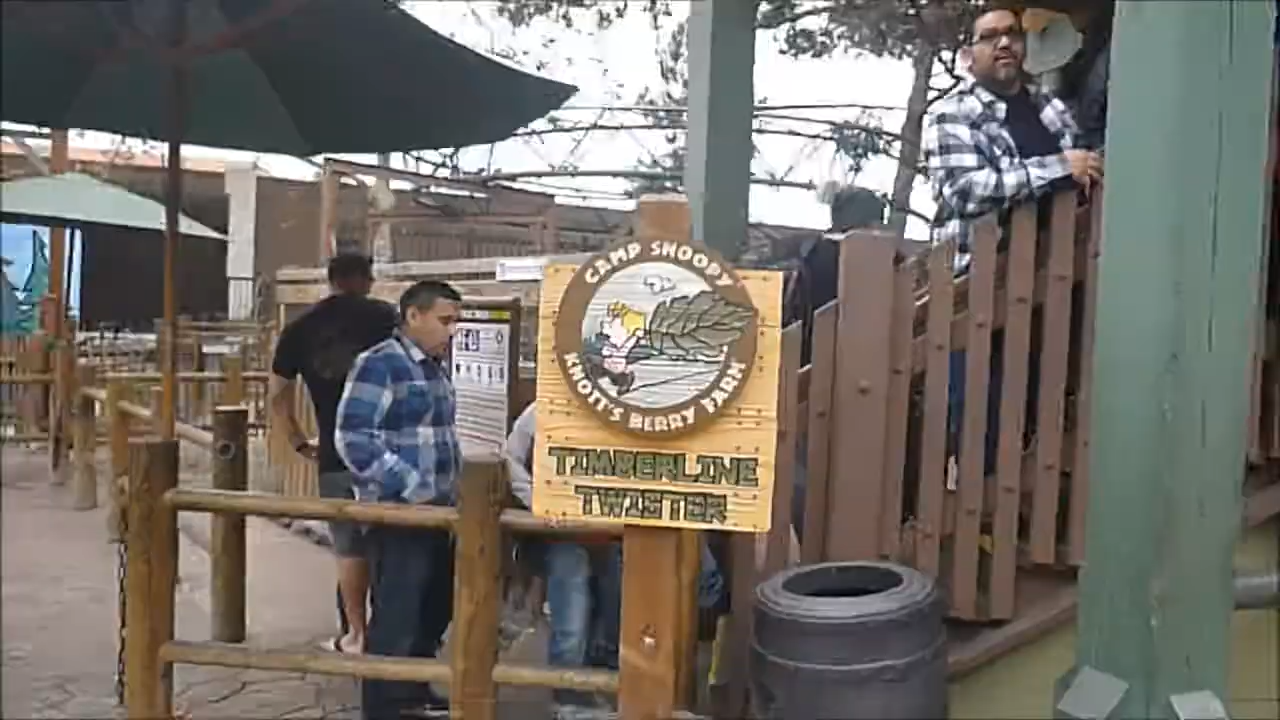 CAMP SNOOPY
KNOTT'S BERRY FARM
TIMBERLINE
TWISTER